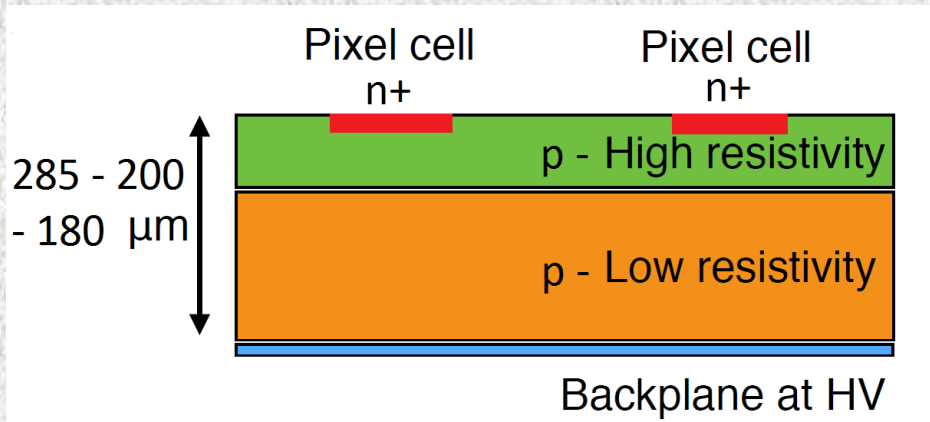 Pixel cell
n+
Pixel cell
n+
285 - 200
- 180 μm
p - High resistivity
p - Low resistivity
Backplane at HV